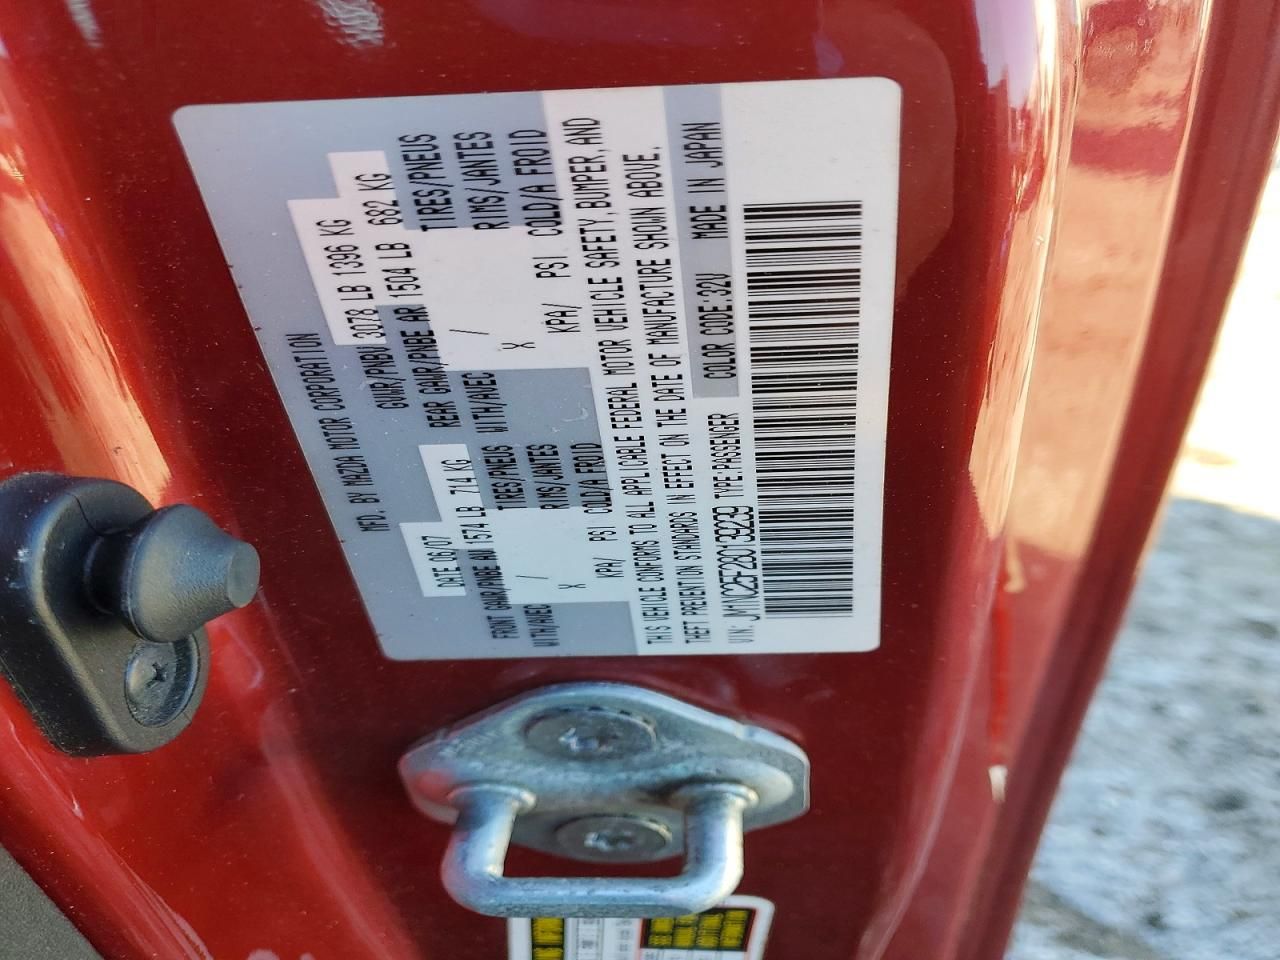 MFD. BY MAZDA MOTOR CORPORATION
DATE 06/07 GVWR/PNBV 3078 LB 1396 KG
FRONT GAWR/PNBE AV 1574 LB 714 KG REAR GAWR/PNBE AR 1504 LB 682 KG
WITH/AVEC / TIRES/PNEUS WITH/AVEC / TIRES/PNEUS
X RIMS/JANTES X RIMS/JANTES
KPA/ PSI COLD/A FROID KPA/ PSI COLD/A FROID
THIS VEHICLE CONFORMS TO ALL APPLICABLE FEDERAL MOTOR VEHICLE SAFETY, BUMPER, AND
THEFT PREVENTION STANDARDS IN EFFECT ON THE DATE OF MANUFACTURE SHOWN ABOVE.
VIN: JM1NC25F280139239 TYPE:PASSENGER COLOR CODE:32V MADE IN JAPAN